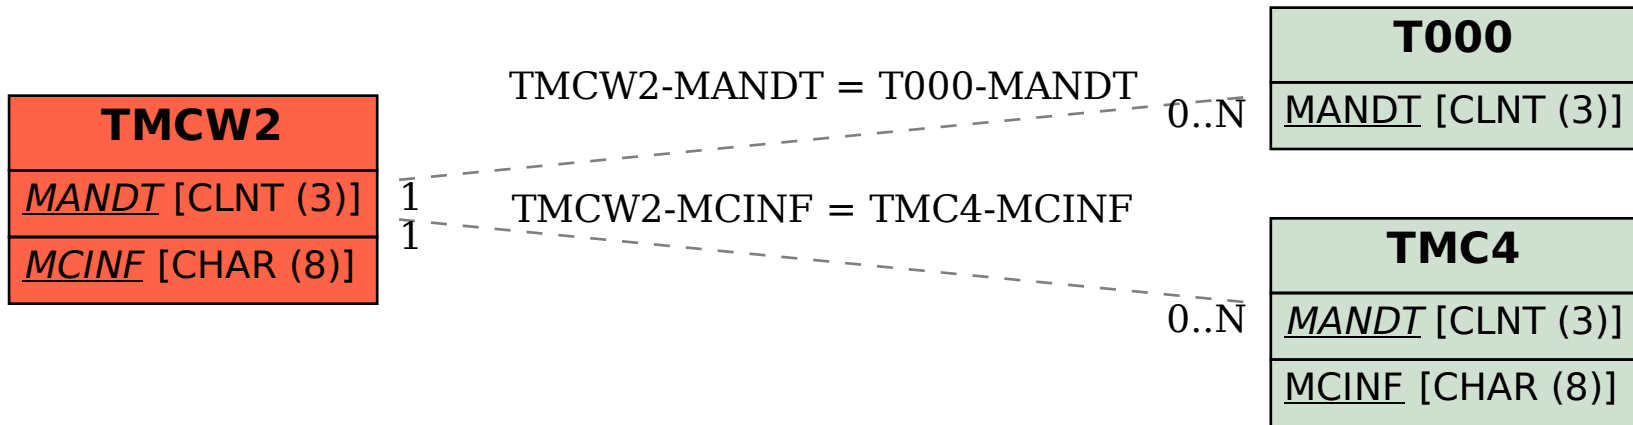 TMCW2
MANDT [CLNT (3)]
MCINF [CHAR (8)]
TMCW2-MANDT = T000-MANDT
1
0..N
TMCW2-MCINF = TMC4-MCINF
1
0..N
T000
MANDT [CLNT (3)]
TMC4
MANDT [CLNT (3)]
MCINF [CHAR (8)]